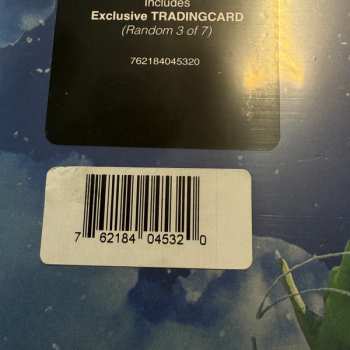 Includes
Exclusive TRADINGCARD
(Random 3 of 7)
762184045320
7 62184 04532 0